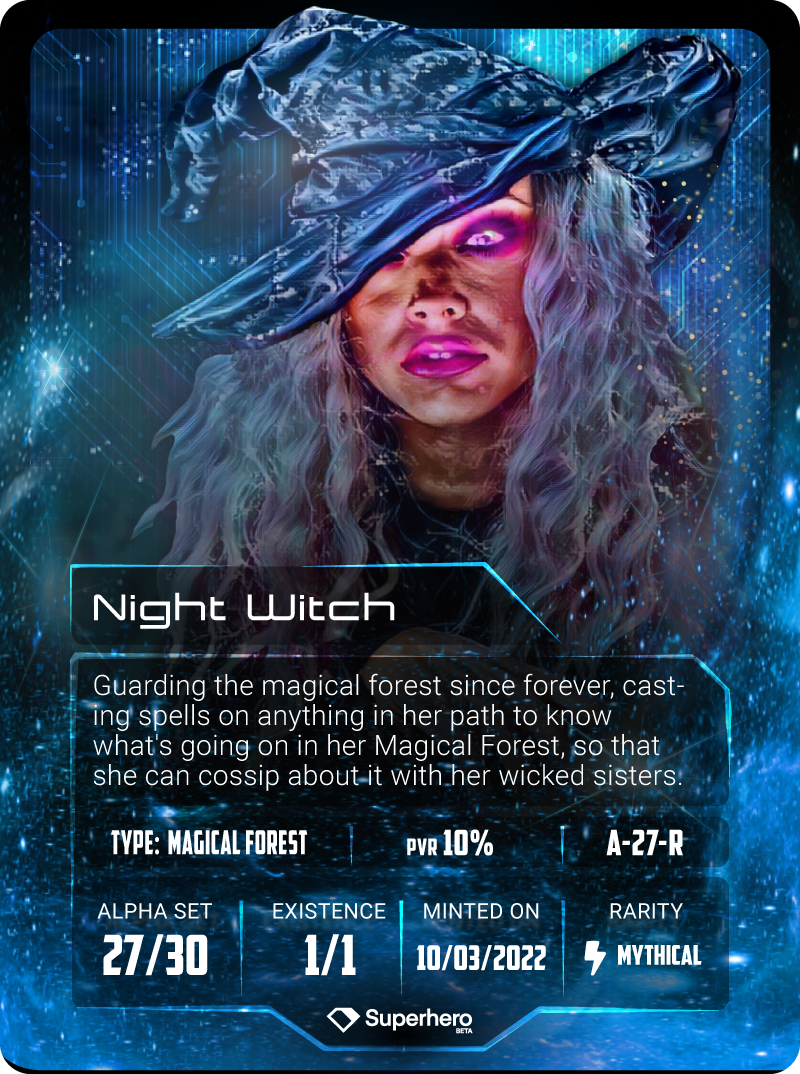 Night Witch
Guarding the magical forest since forever, cast-
ing spells on anything in her path to know
what's going on in her Magical Forest, so that
she can cossip about it with her wicked sisters.
TYPE: MAGICAL FOREST PVR 10% A-27-R
ALPHA SET EXISTENCE MINTED ON RARITY
27/30 1/1 10/03/2022 MYTHICAL
Superhero
BETA